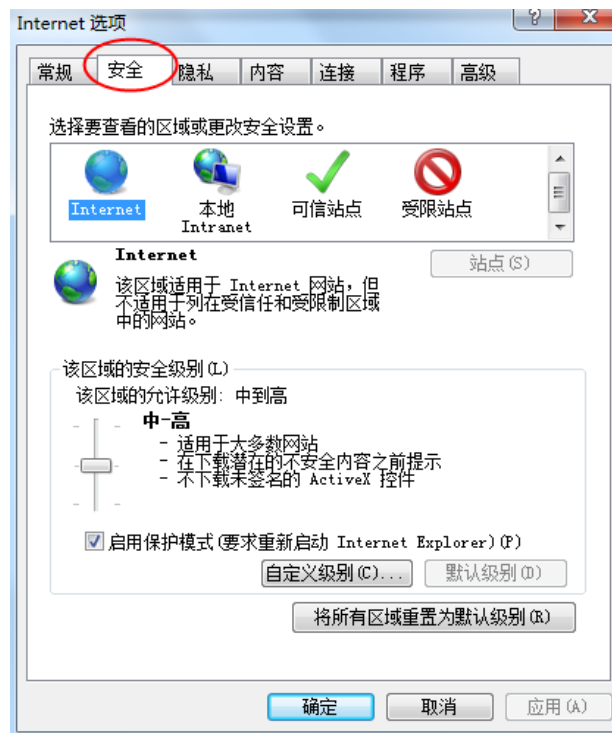 Internet 选项
常规 安全 隐私 内容 连接 程序 高级
选择要查看的区域或更改安全设置。
Internet 本地 Intranet 可信站点 受限站点
Internet
站点(S)
该区域适用于 Internet 网站，但
不适用于列在受信任和受限制区域
中的网站。
该区域的安全级别(L)
该区域的允许级别：中到高
中-高
- 适用于大多数网站
- 在下载潜在的不安全内容之前提示
- 不下载未签名的 ActiveX 控件
启用保护模式(要求重新启动 Internet Explorer)(P)
自定义级别(C)... 默认级别(D)
将所有区域重置为默认级别(R)
确定 取消 应用(A)